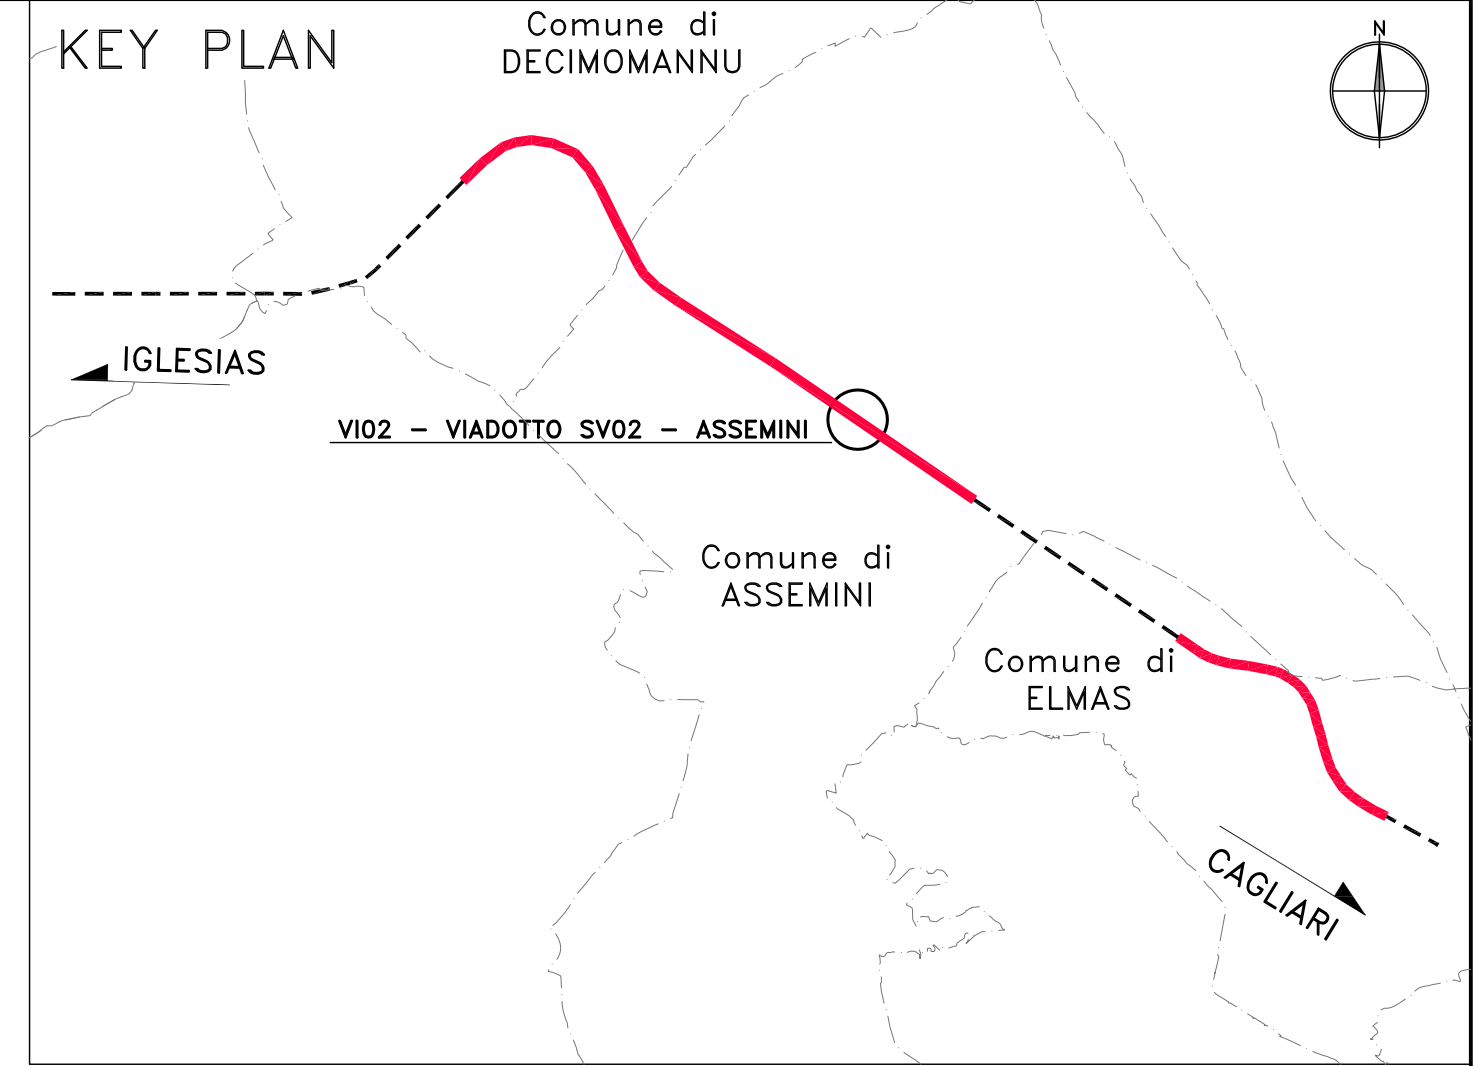 KEY PLAN
Comune di
DECIMOMANNU
N
IGLESIAS
VI02 – VIADOTTO SV02 – ASSEMINI
Comune di
ASSEMINI
Comune di
ELMAS
CAGLIARI